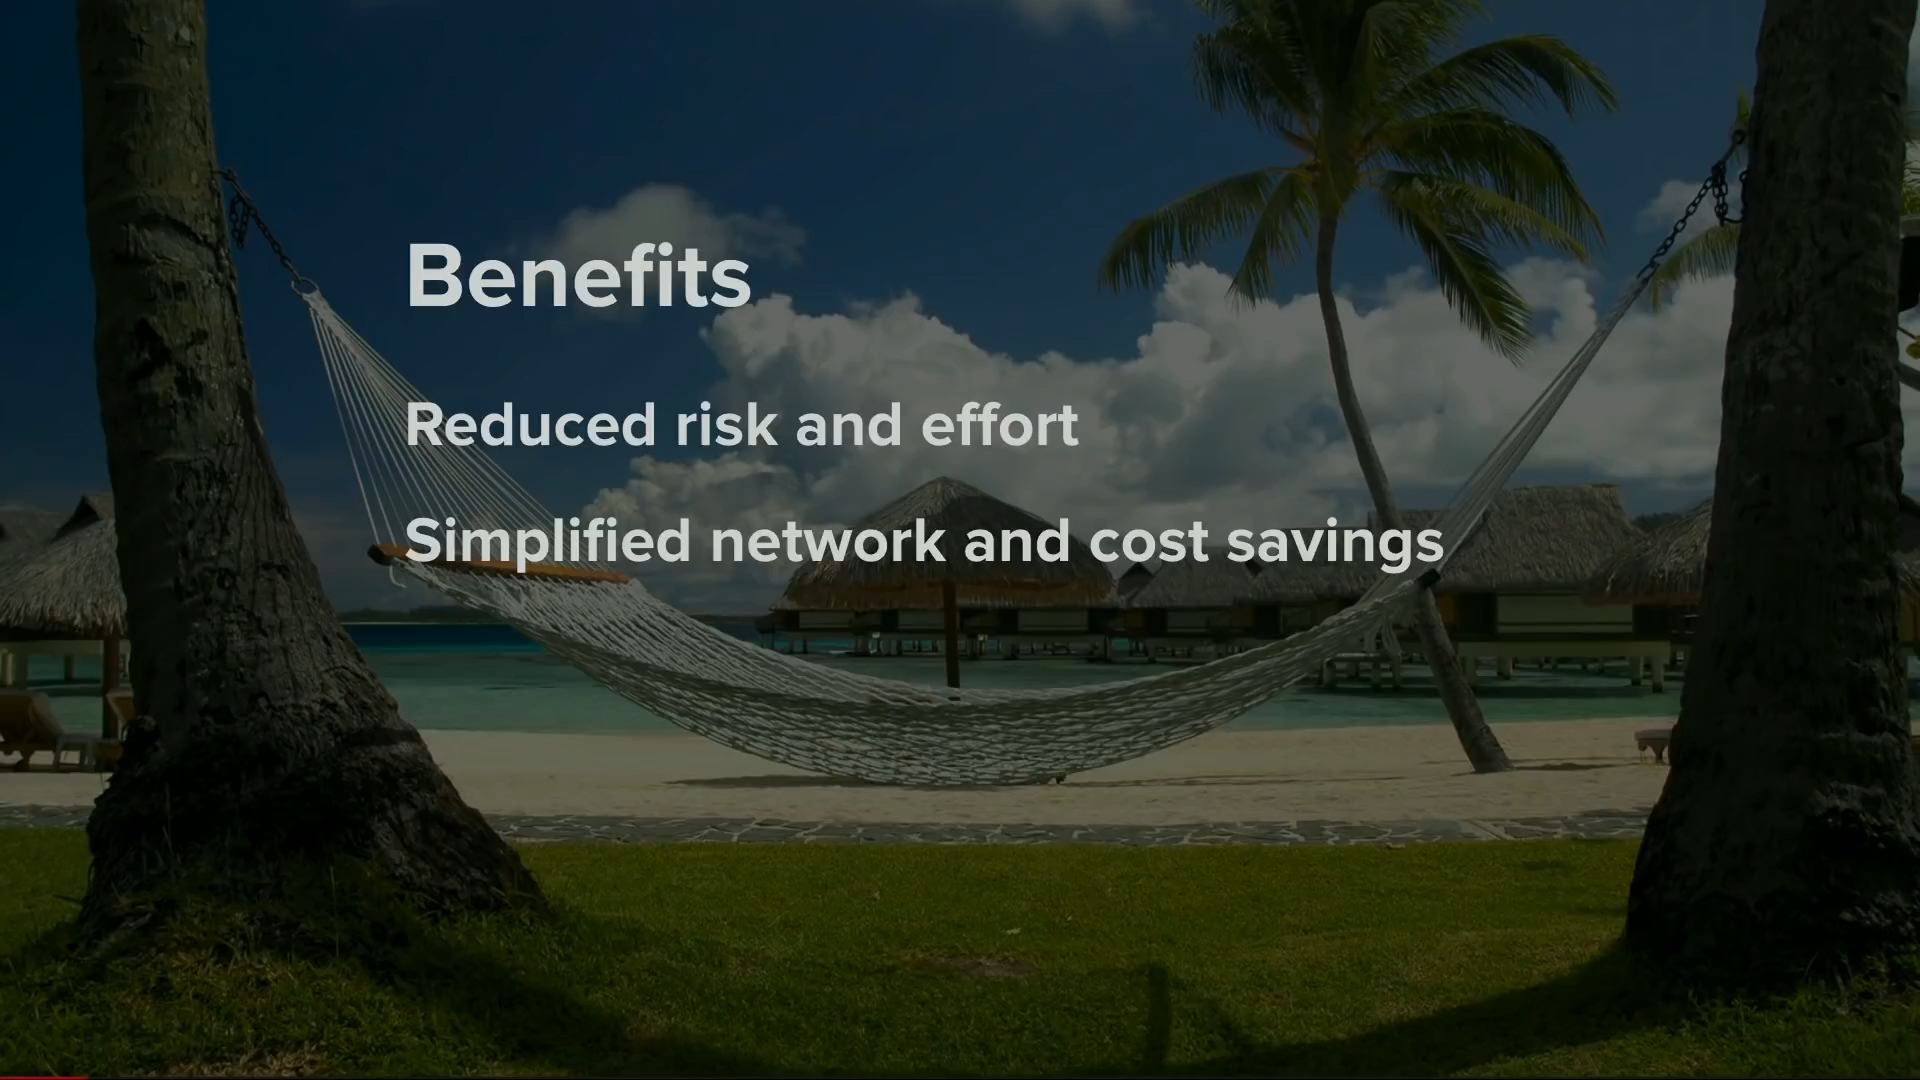 Benefits
Reduced risk and effort
Simplified network and cost savings